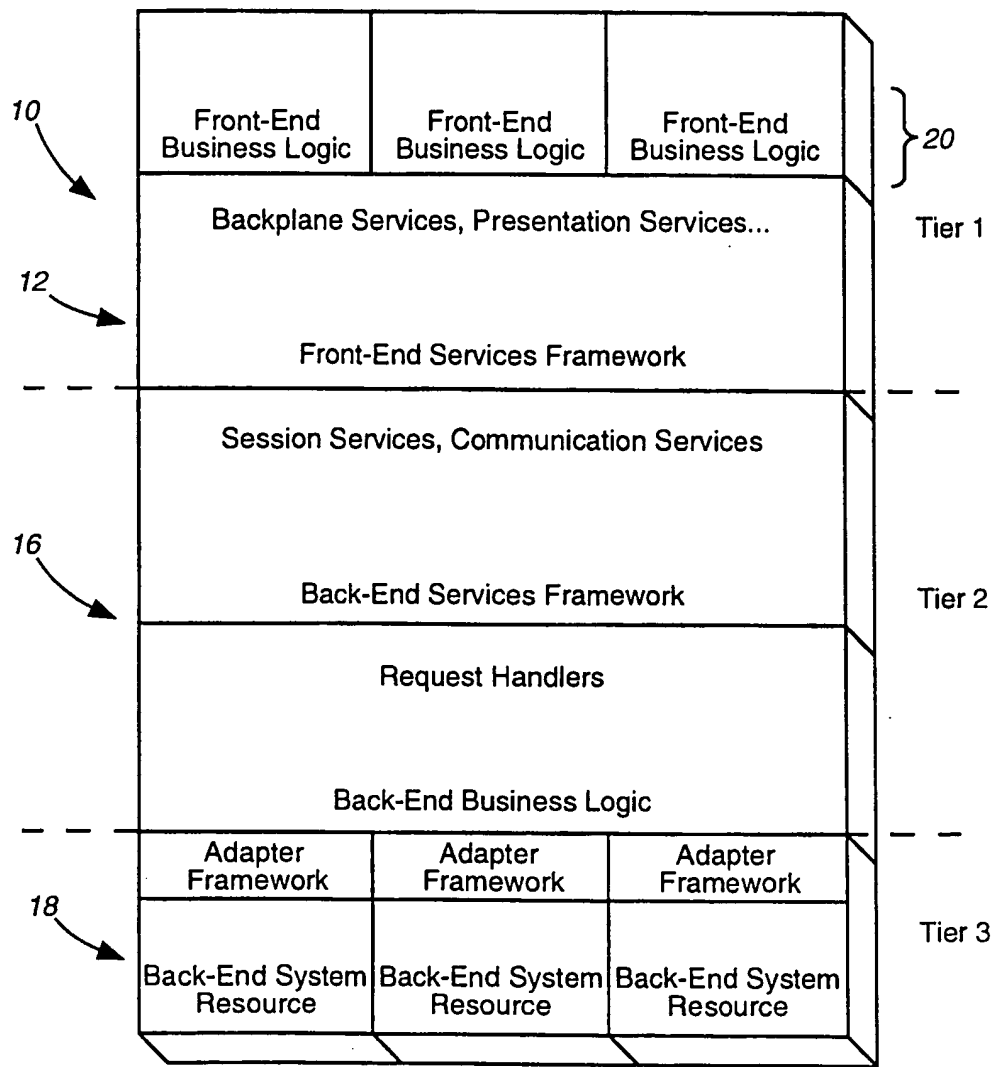 10
Front-End
Business Logic
Front-End
Business Logic
Front-End
Business Logic
20
Backplane Services, Presentation Services...
Tier 1
12
Front-End Services Framework
Session Services, Communication Services
16
Back-End Services Framework
Tier 2
Request Handlers
Back-End Business Logic
Adapter
Framework
Adapter
Framework
Adapter
Framework
18
Tier 3
Back-End System
Resource
Back-End System
Resource
Back-End System
Resource